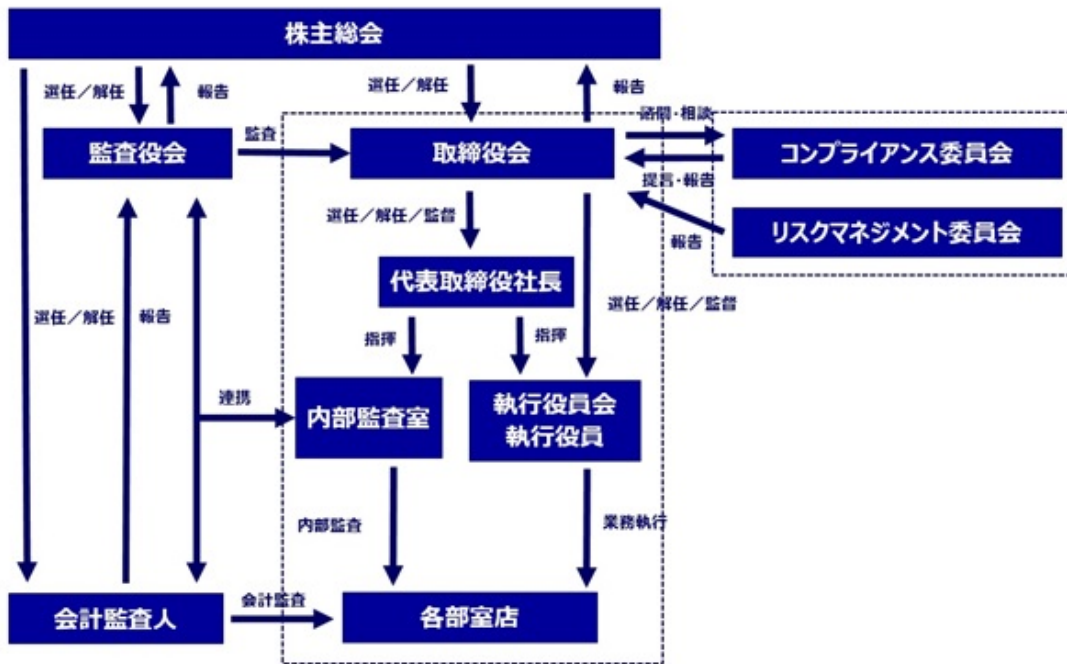 株主総会
選任／解任
報告
選任／解任
報告
監査役会
監査
取締役会
諮問・相談
コンプライアンス委員会
提言・報告
選任／解任／監督
リスクマネジメント委員会
報告
代表取締役社長
選任／解任
報告
指揮
指揮
選任／解任／監督
連携
内部監査室
執行役員会
執行役員
内部監査
業務執行
会計監査人
会計監査
各部室店